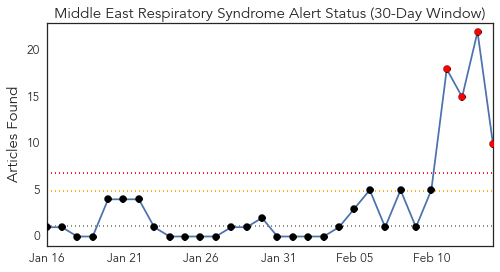 Middle East Respiratory Syndrome Alert Status (30-Day Window)
Articles Found
20
15
10
5
0
Jan 16 Jan 21 Jan 26 Jan 31 Feb 05 Feb 10